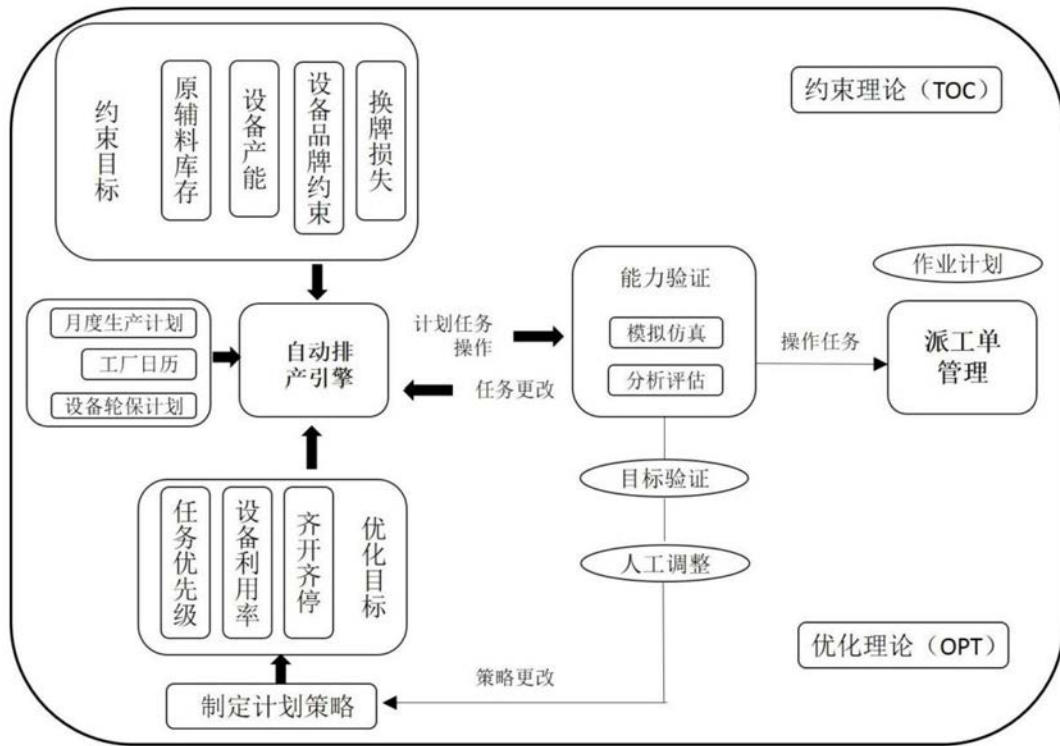 约束目标
原辅料库存
设备产能
设备品牌约束
换牌损失
约束理论（TOC）
月度生产计划
工厂日历
设备轮保计划
自动排
产引擎
计划任务
操作
任务更改
能力验证
模拟仿真
分析评估
操作任务
作业计划
派工单
管理
目标验证
人工调整
任务优先级
设备利用率
齐开齐停
优化目标
优化理论（OPT）
策略更改
制定计划策略